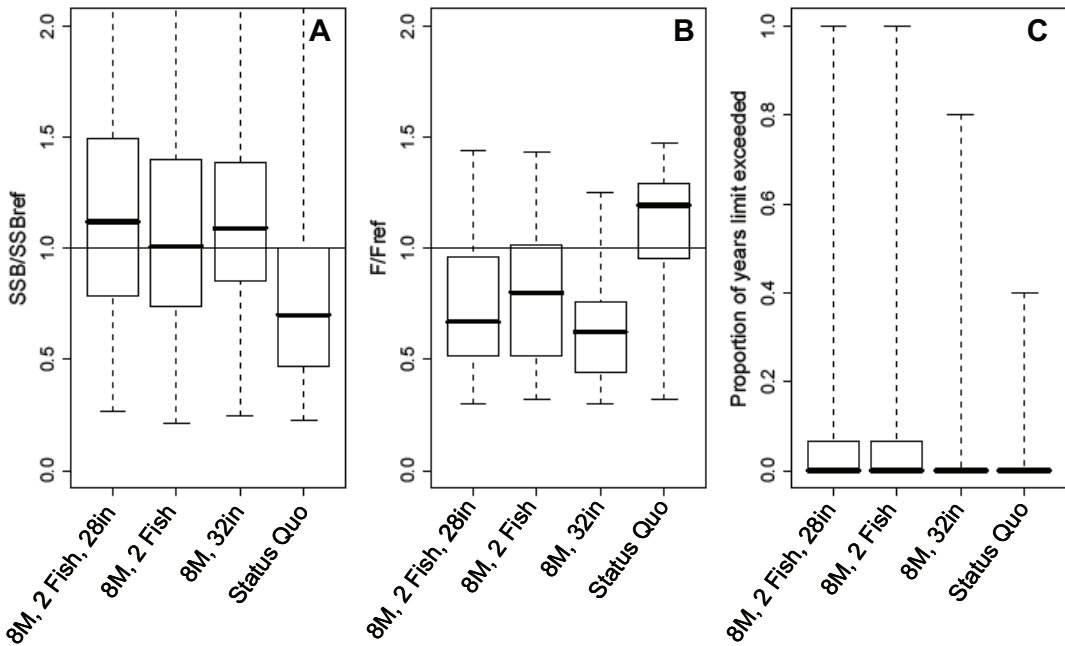 A
SSB/SSBref
2.0
1.5
1.0
0.5
0.0
8M, 2 Fish, 28in
8M, 2 Fish
8M, 32in
Status Quo
B
F/Fref
2.0
1.5
1.0
0.5
0.0
8M, 2 Fish, 28in
8M, 2 Fish
8M, 32in
Status Quo
C
Proportion of years limit exceeded
1.0
0.8
0.6
0.4
0.2
0.0
8M, 2 Fish, 28in
8M, 2 Fish
8M, 32in
Status Quo